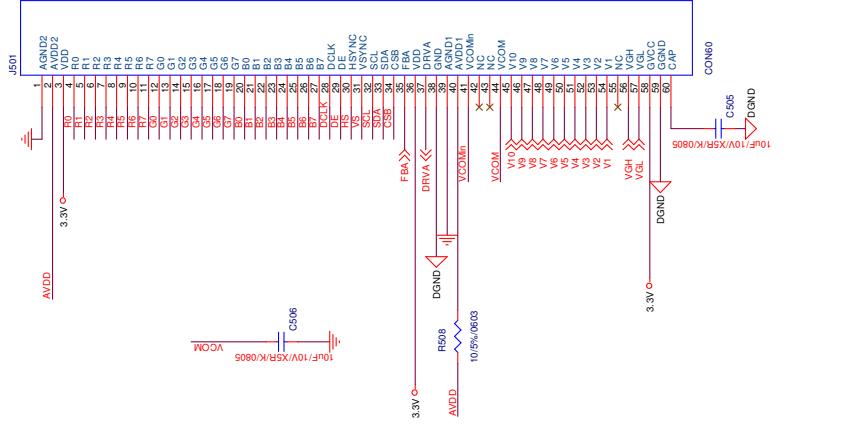 J501
AGND2
AVDD2
VDD
R0
R1
R2
R3
R4
R5
R6
R7
G0
G1
G2
G3
G4
G5
G6
G7
B0
B1
B2
B3
B4
B5
B6
B7
DCLK
DE
HSYNC
VSYNC
SCL
SDA
CSB
FBA
VDD
DRVA
GND
AGND1
AVDD1
VCOMin
NC
NC
VCOM
V10
V9
V8
V7
V6
V5
V4
V3
V2
V1
NC
VGH
VGL
GVCC
GGND
CAP
CON60
1
2
3
4
5
6
7
8
9
10
11
12
13
14
15
16
17
18
19
20
21
22
23
24
25
26
27
28
29
30
31
32
33
34
35
36
37
38
39
40
41
42
43
44
45
46
47
48
49
50
51
52
53
54
55
56
57
58
59
60
R0
R1
R2
R3
R4
R5
R6
R7
G0
G1
G2
G3
G4
G5
G6
G7
B0
B1
B2
B3
B4
B5
B6
B7
DCLK
DE
HS
VS
SCL
SDA
CSB
FBA
DRVA
VCOMin
VCOM
V10
V9
V8
V7
V6
V5
V4
V3
V2
V1
VGH
VGL
C505
10uF/10V/X5R/K/0805
DGND
3.3V
DGND
AVDD
DGND
3.3V
C506
VCOM
10uF/10V/X5R/K/0805
R508
10/5%/0603
3.3V
AVDD